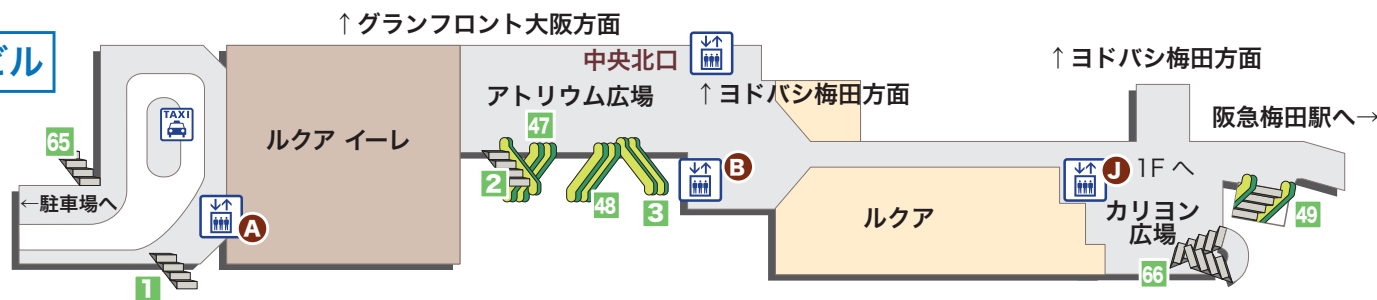 ビル
↑グランフロント大阪方面
中央北口
アトリウム広場
↑ヨドバシ梅田方面
↑ヨドバシ梅田方面
阪急梅田駅へ→
TAXI
ルクア イーレ
65
←駐車場へ
A
1
47
2
48
3
B
ルクア
J
1Fへ
カリヨン
広場
49
66